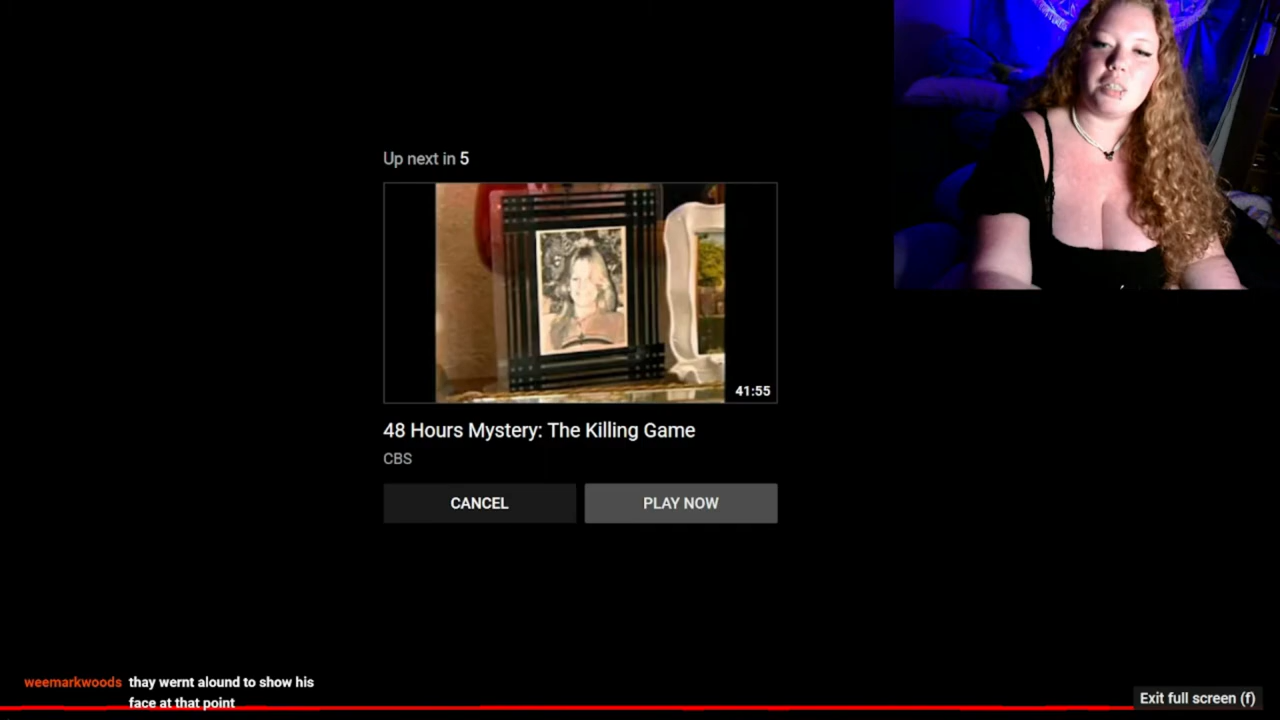 Up next in 5
41:55
48 Hours Mystery: The Killing Game
CBS
CANCEL
PLAY NOW
weemarkwoods thay wernt alound to show his
face at that point
Exit full screen (f)